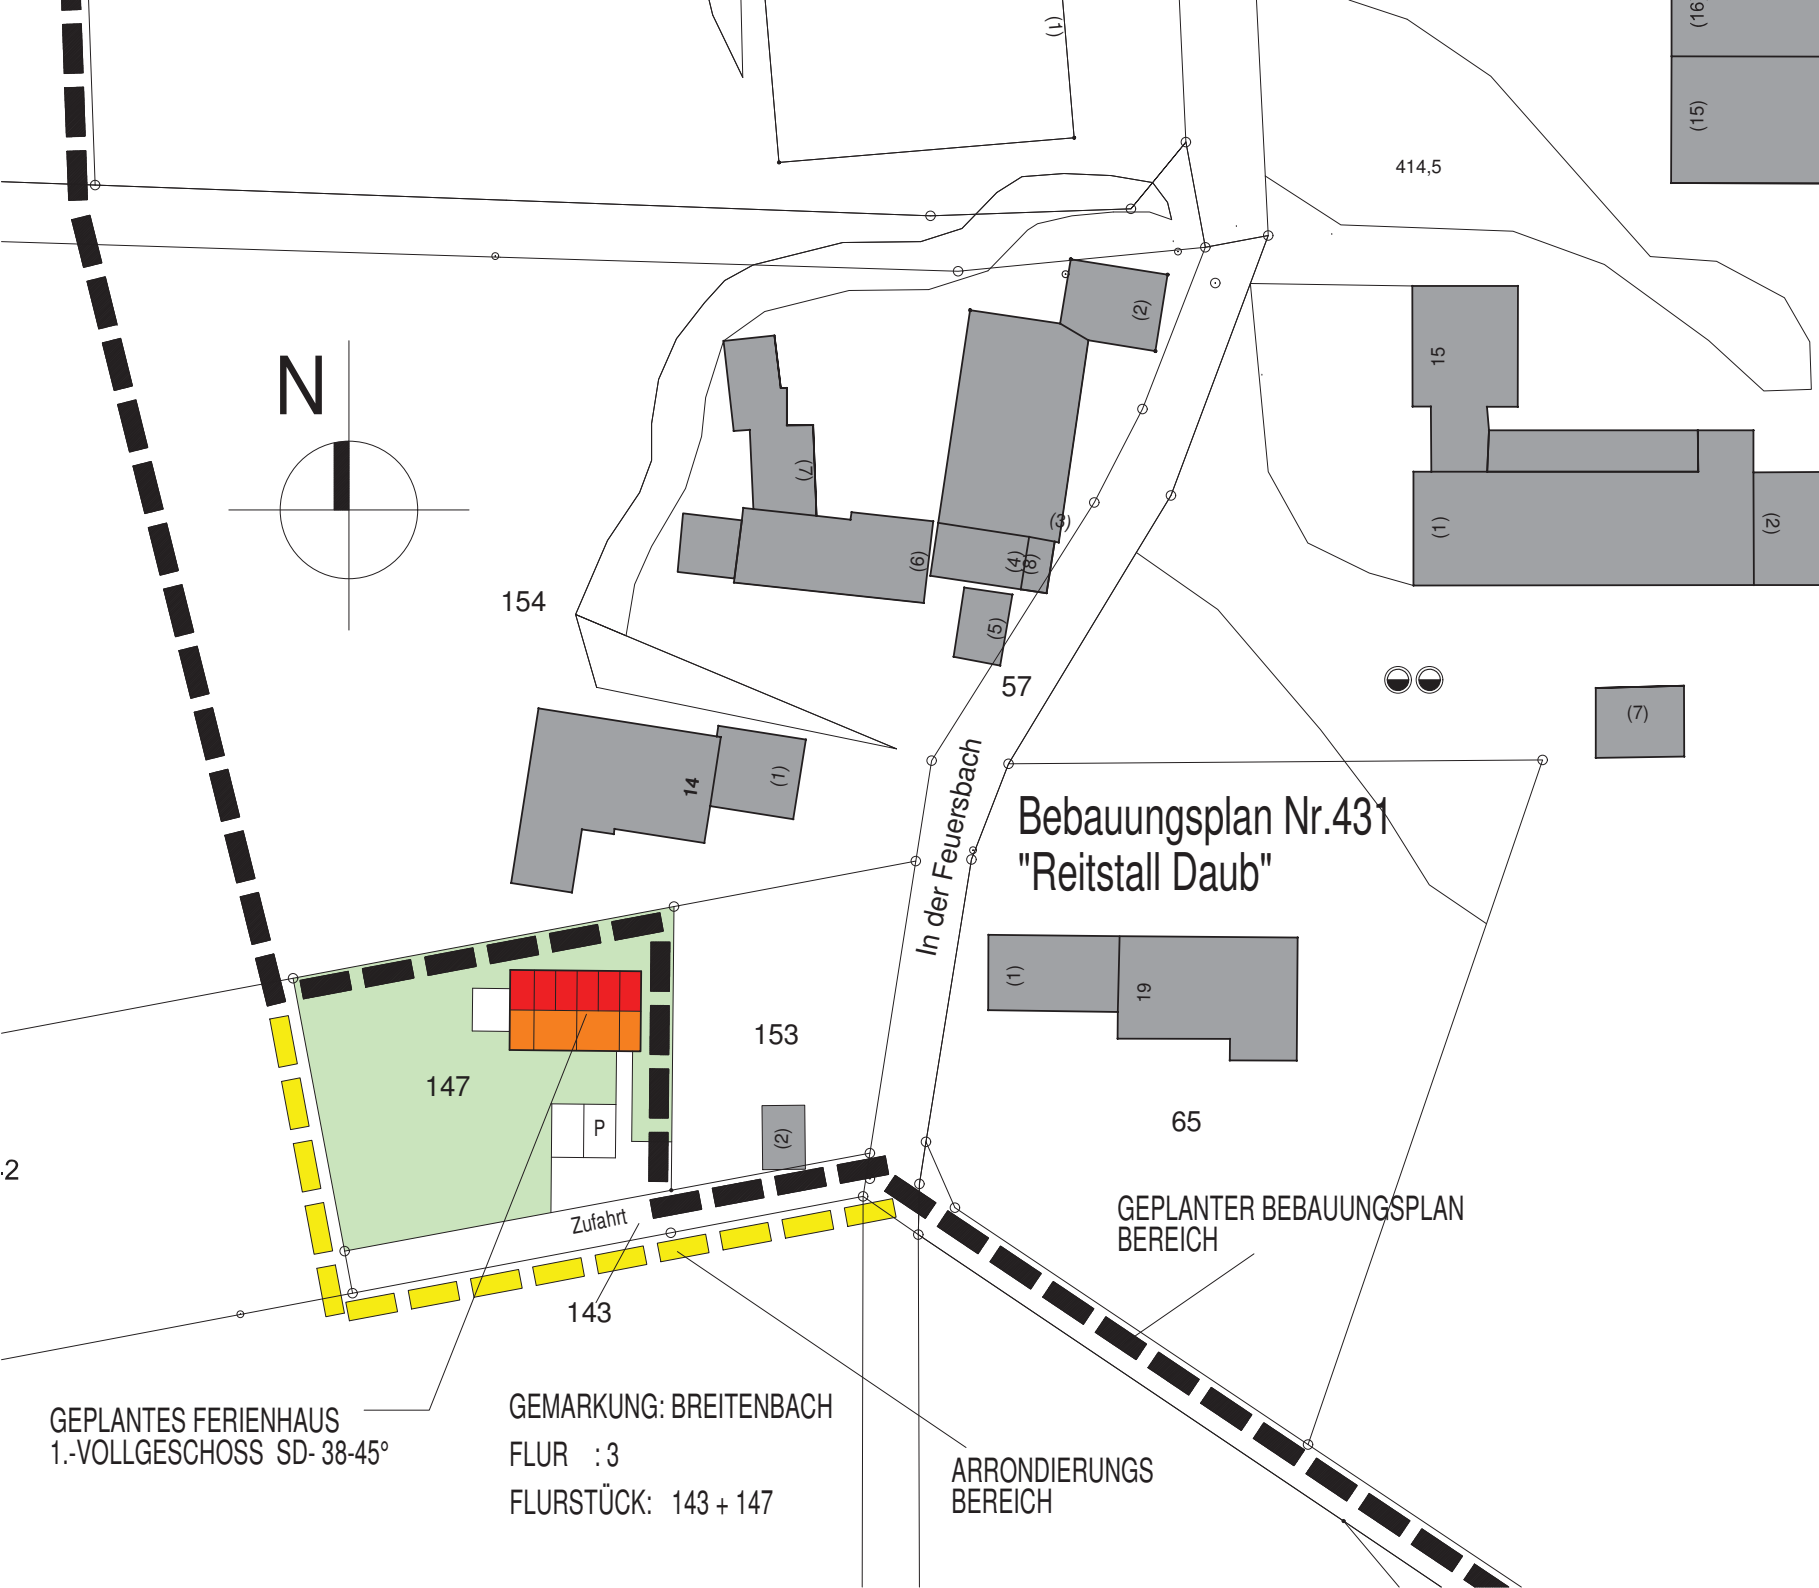 (1)
(16
(15)
414,5
N
(2)
15
(7)
(3)
(6)
(4)
(8)
(1)
(2)
154
(5)
57
(7)
14
(1)
In der Feuersbach
Bebauungsplan Nr.431
"Reitstall Daub"
(1)
19
153
147
P
(2)
65
.2
Zufahrt
GEPLANTER BEBAUUNGSPLAN
BEREICH
143
GEPLANTES FERIENHAUS
1.-VOLLGESCHOSS SD- 38-45°
GEMARKUNG: BREITENBACH
FLUR : 3
FLURSTÜCK: 143 + 147
ARRONDIERUNGS
BEREICH